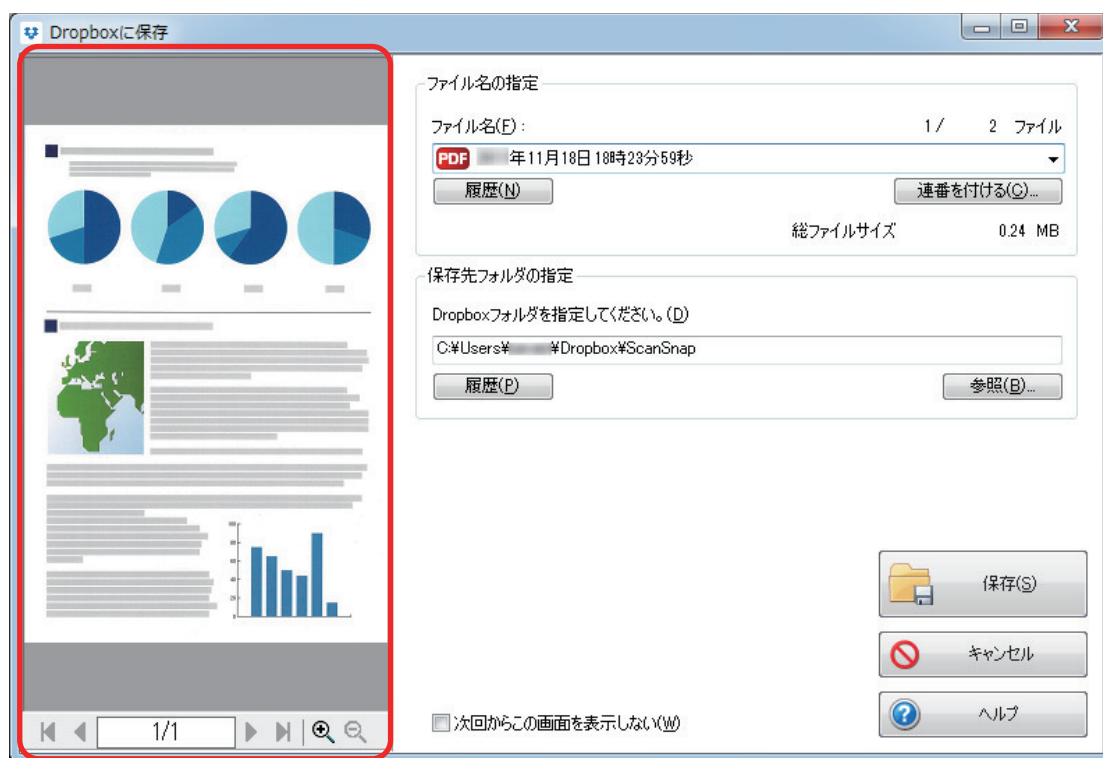 Dropboxに保存
ファイル名の指定
ファイル名(F):
1/ 2 ファイル
PDF 年11月18日18時23分59秒
履歴(N)
連番を付ける(C)...
総ファイルサイズ 0.24 MB
保存先フォルダの指定
Dropboxフォルダを指定してください。(D)
C:¥Users¥ ¥Dropbox¥ScanSnap
履歴(P)
参照(B)...
保存(S)
キャンセル
ヘルプ
次回からこの画面を表示しない(W)
1/1